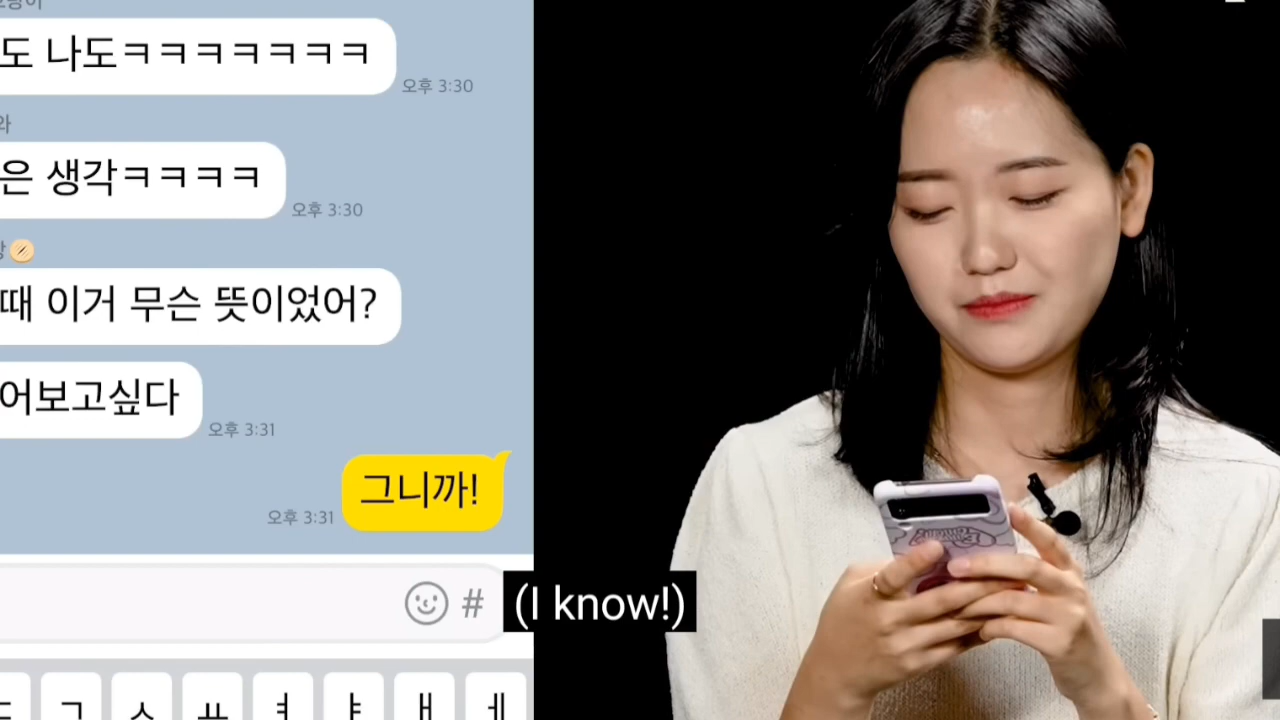 도 나도ㅋㅋㅋㅋㅋㅋㅋ
오후 3:30
와
은 생각ㅋㅋㅋㅋ
오후 3:30
때 이거 무슨 뜻이었어?
어보고싶다
오후 3:31
그니까!
오후 3:31
#
(I know!)
ㄱ ㅅ ㅛ ㅕ ㅑ ㅐ ㅔ